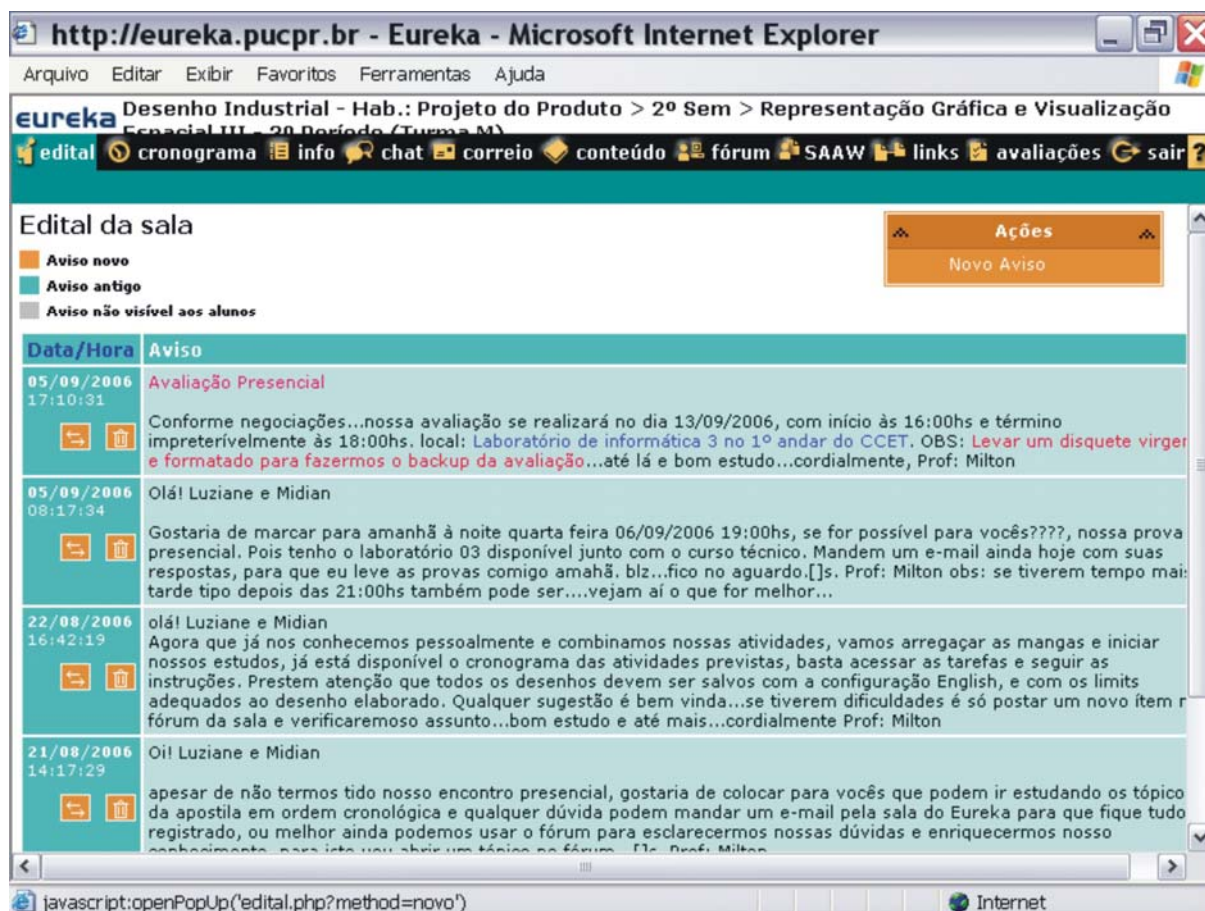 http://eureka.pucpr.br - Eureka - Microsoft Internet Explorer
Arquivo Editar Exibir Favoritos Ferramentas Ajuda
eureka Desenho Industrial - Hab.: Projeto do Produto > 2º Sem > Representação Gráfica e Visualização
Espacial III - 2º Período (Turma M)
edital cronograma info chat correio conteúdo fórum SAAW links avaliações sair ?
Edital da sala
Ações
Novo Aviso
Aviso novo
Aviso antigo
Aviso não visível aos alunos
Data/Hora Aviso
05/09/2006 Avaliação Presencial
17:10:31
Conforme negociações...nossa avaliação se realizará no dia 13/09/2006, com início às 16:00hs e término
impreterívelmente às 18:00hs. local: Laboratório de informática 3 no 1º andar do CCET. OBS: Levar um disquete virgem
e formatado para fazermos o backup da avaliação...até lá e bom estudo...cordialmente, Prof: Milton
05/09/2006 Olá! Luziane e Midian
08:17:34
Gostaria de marcar para amanhã à noite quarta feira 06/09/2006 19:00hs, se for possível para vocês????, nossa prova
presencial. Pois tenho o laboratório 03 disponível junto com o curso técnico. Mandem um e-mail ainda hoje com suas
respostas, para que eu leve as provas comigo amahã. blz...fico no aguardo.[]s. Prof: Milton obs: se tiverem tempo mais
tarde tipo depois das 21:00hs também pode ser....vejam aí o que for melhor...
22/08/2006 olá! Luziane e Midian
16:42:19 Agora que já nos conhecemos pessoalmente e combinamos nossas atividades, vamos arregaçar as mangas e iniciar
nossos estudos, já está disponível o cronograma das atividades previstas, basta acessar as tarefas e seguir as
instruções. Prestem atenção que todos os desenhos devem ser salvos com a configuração English, e com os limits
adequados ao desenho elaborado. Qualquer sugestão é bem vinda...se tiverem dificuldades é só postar um novo ítem
fórum da sala e verificaremoso assunto...bom estudo e até mais...cordialmente Prof: Milton
21/08/2006 Oi! Luziane e Midian
14:17:29
apesar de não termos tido nosso encontro presencial, gostaria de colocar para vocês que podem ir estudando os tópico
da apostila em ordem cronológica e qualquer dúvida podem mandar um e-mail pela sala do Eureka para que fique tudo
registrado, ou melhor ainda podemos usar o fórum para esclarecermos nossas dúvidas e enriquecermos nosso
conhecimento, para isto vou abrir um tópico no fórum...[]s. Prof: Milton
javascript:openPopUp('edital.php?method=novo') Internet